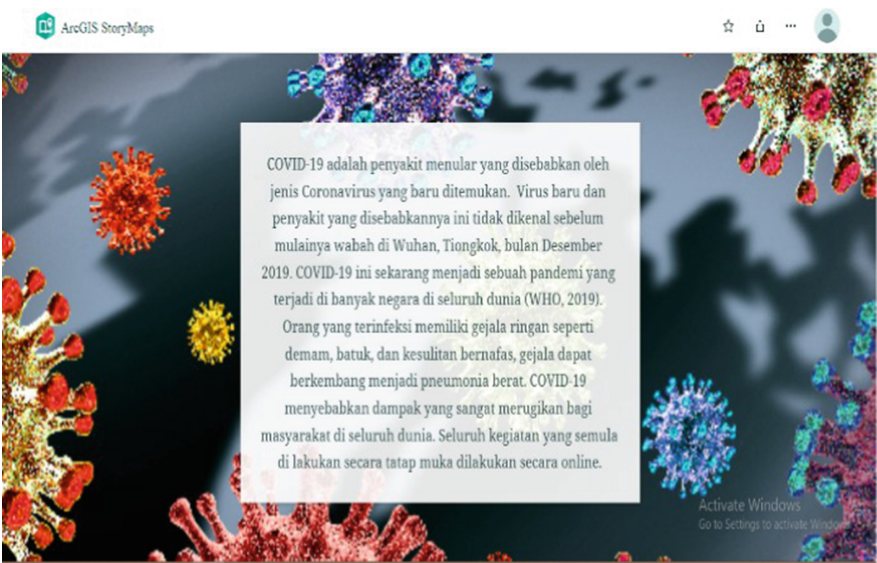 ArcGIS StoryMaps
COVID-19 adalah penyakit menular yang disebabkan oleh
jenis Coronavirus yang baru ditemukan. Virus baru dan
penyakit yang disebabkannya ini tidak dikenal sebelum
mulainya wabah di Wuhan, Tiongkok, bulan Desember
2019. COVID-19 ini sekarang menjadi sebuah pandemi yang
terjadi di banyak negara di seluruh dunia (WHO, 2019).
Orang yang terinfeksi memiliki gejala ringan seperti
demam, batuk, dan kesulitan bernafas, gejala dapat
berkembang menjadi pneumonia berat. COVID-19
menyebabkan dampak yang sangat merugikan bagi
masyarakat di seluruh dunia. Seluruh kegiatan yang semula
di lakukan secara tatap muka dilakukan secara online.
Activate Windows
Go to Settings to activate Windows